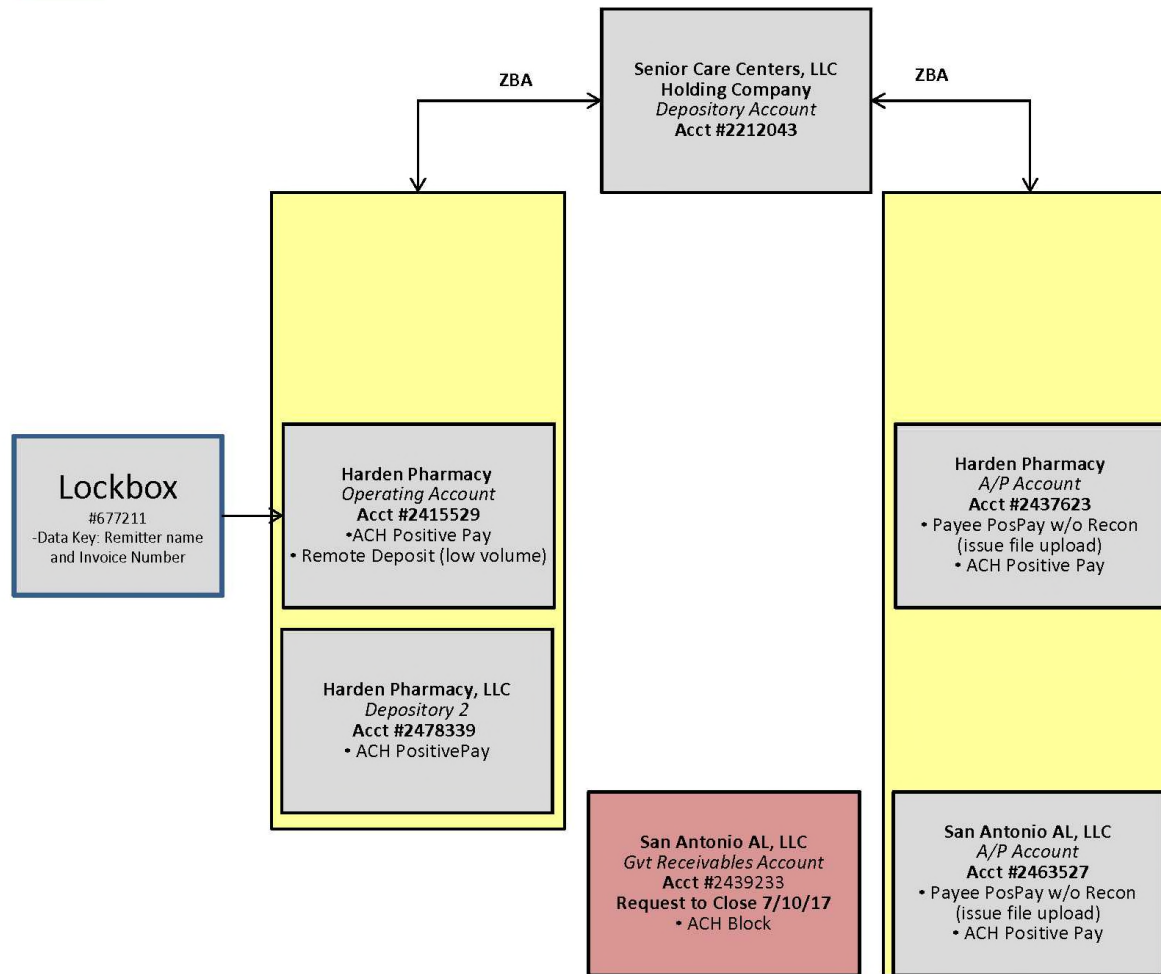 ZBA
Senior Care Centers, LLC
Holding Company
Depository Account
Acct #2212043
ZBA
Lockbox
#677211
-Data Key: Remitter name
and Invoice Number
Harden Pharmacy
Operating Account
Acct #2415529
•ACH Positive Pay
• Remote Deposit (low volume)
Harden Pharmacy
A/P Account
Acct #2437623
• Payee PosPay w/o Recon
(issue file upload)
• ACH Positive Pay
Harden Pharmacy, LLC
Depository 2
Acct #2478339
• ACH PositivePay
San Antonio AL, LLC
Gvt Receivables Account
Acct #2439233
Request to Close 7/10/17
• ACH Block
San Antonio AL, LLC
A/P Account
Acct #2463527
• Payee PosPay w/o Recon
(issue file upload)
• ACH Positive Pay